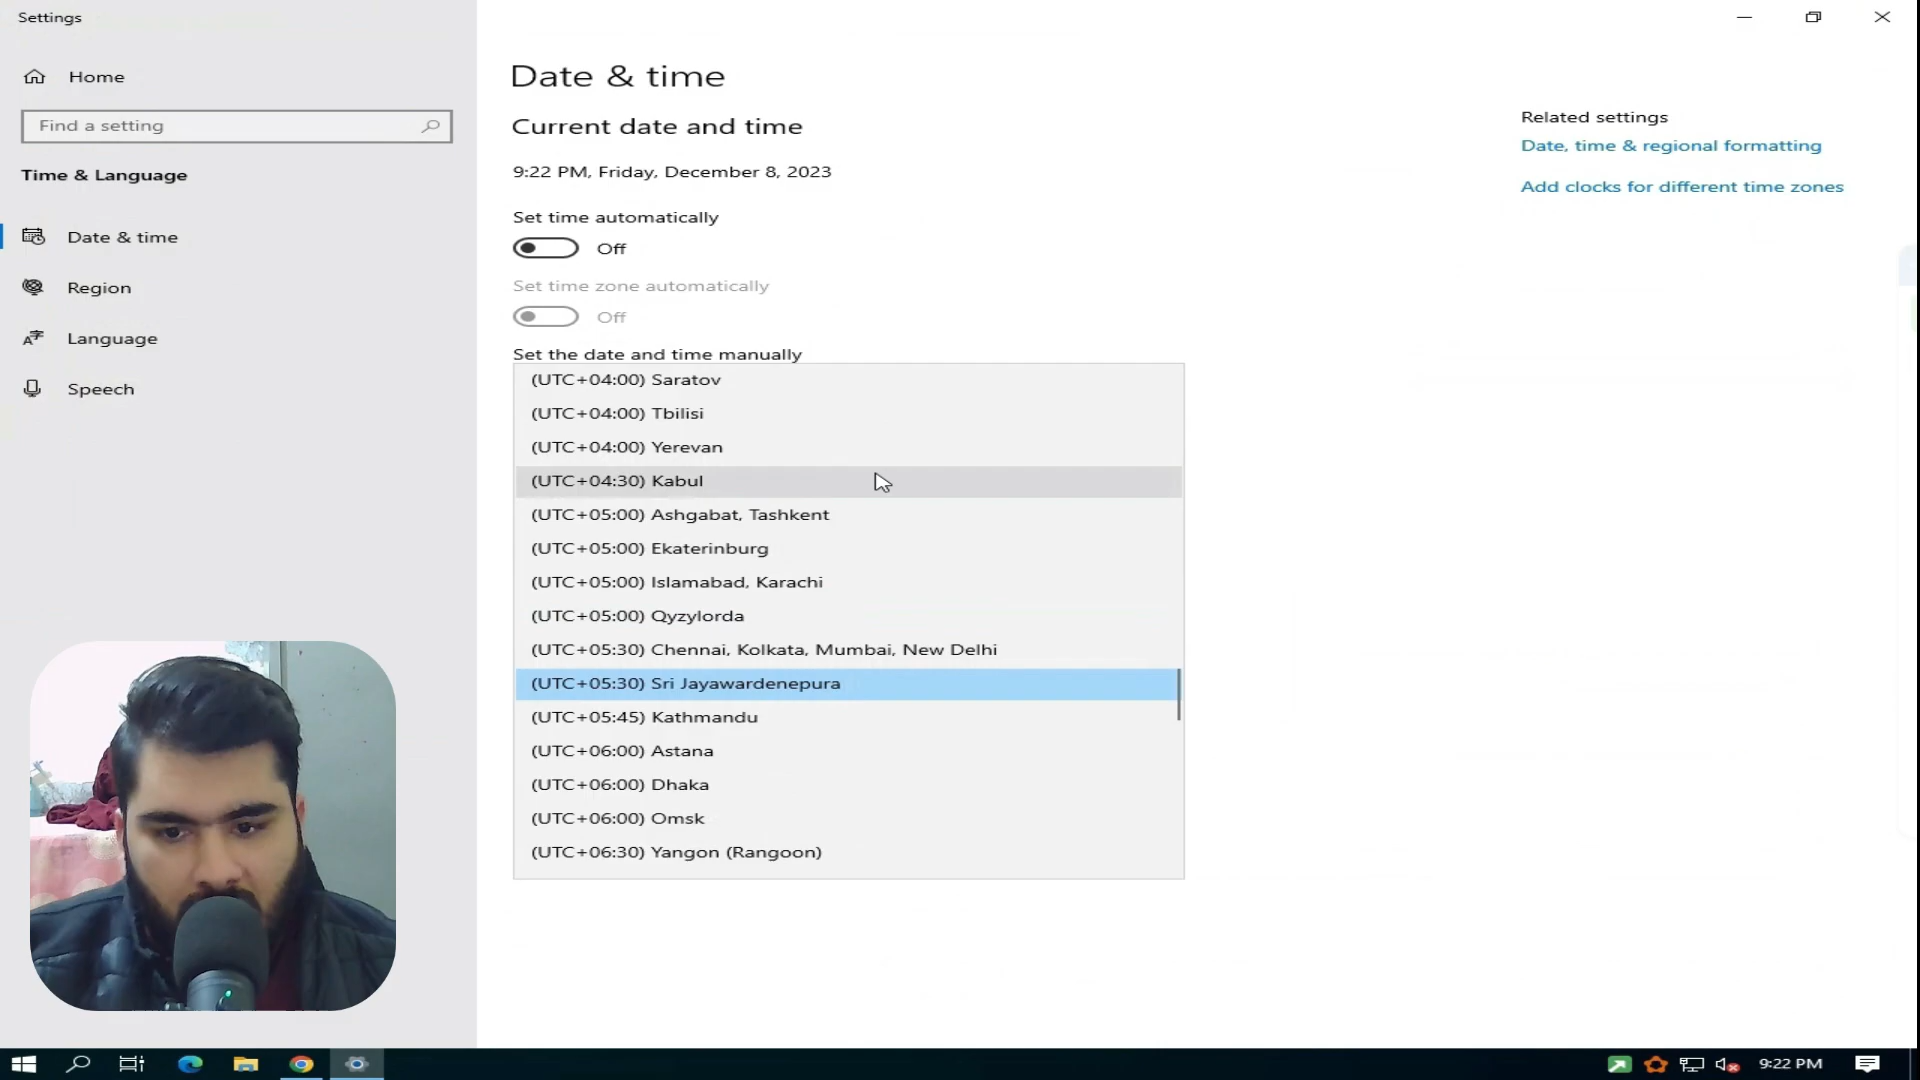 Settings
Home
Find a setting
Time & Language
Date & time
Region
Language
Speech
Date & time
Current date and time
9:22 PM, Friday, December 8, 2023
Set time automatically
Off
Set time zone automatically
Off
Set the date and time manually
(UTC+04:00) Saratov
(UTC+04:00) Tbilisi
(UTC+04:00) Yerevan
(UTC+04:30) Kabul
(UTC+05:00) Ashgabat, Tashkent
(UTC+05:00) Ekaterinburg
(UTC+05:00) Islamabad, Karachi
(UTC+05:00) Qyzylorda
(UTC+05:30) Chennai, Kolkata, Mumbai, New Delhi
(UTC+05:30) Sri Jayawardenepura
(UTC+05:45) Kathmandu
(UTC+06:00) Astana
(UTC+06:00) Dhaka
(UTC+06:00) Omsk
(UTC+06:30) Yangon (Rangoon)
Related settings
Date, time & regional formatting
Add clocks for different time zones
9:22 PM